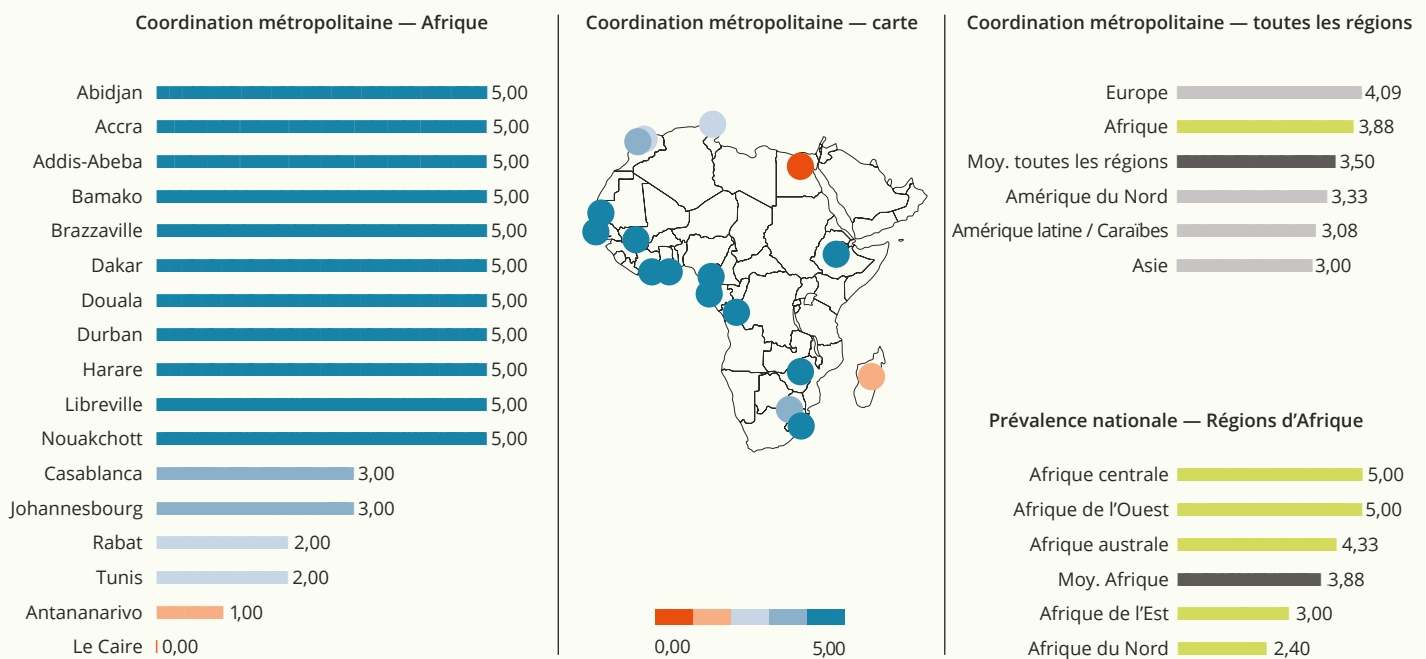 Coordination métropolitaine — Afrique
Abidjan 5,00
Accra 5,00
Addis-Abeba 5,00
Bamako 5,00
Brazzaville 5,00
Dakar 5,00
Douala 5,00
Durban 5,00
Harare 5,00
Libreville 5,00
Nouakchott 5,00
Casablanca 3,00
Johannesbourg 3,00
Rabat 2,00
Tunis 2,00
Antananarivo 1,00
Le Caire 0,00
Coordination métropolitaine — carte
0,00 5,00
Coordination métropolitaine — toutes les régions
Europe 4,09
Afrique 3,88
Moy. toutes les régions 3,50
Amérique du Nord 3,33
Amérique latine / Caraïbes 3,08
Asie 3,00
Prévalence nationale — Régions d’Afrique
Afrique centrale 5,00
Afrique de l’Ouest 5,00
Afrique australe 4,33
Moy. Afrique 3,88
Afrique de l’Est 3,00
Afrique du Nord 2,40